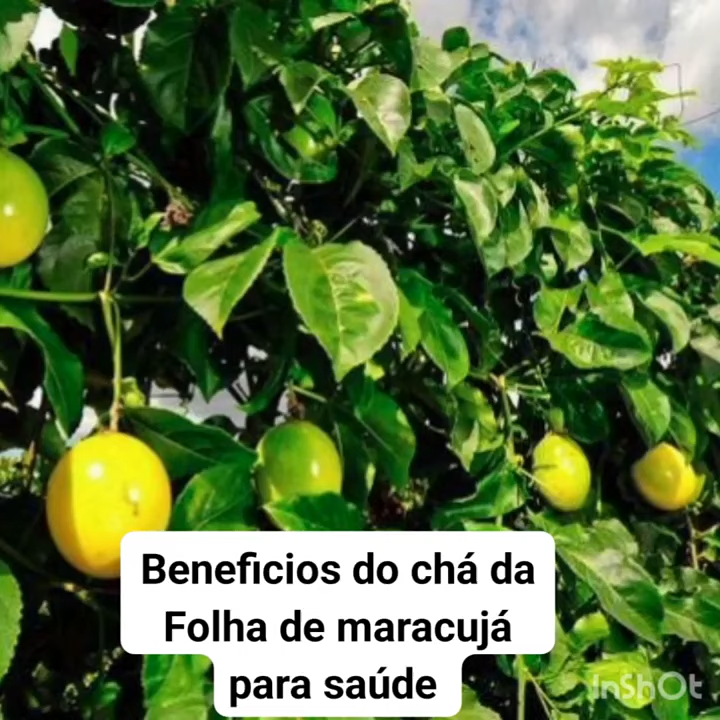 Beneficios do chá da
Folha de maracujá
para saúde
InShOt